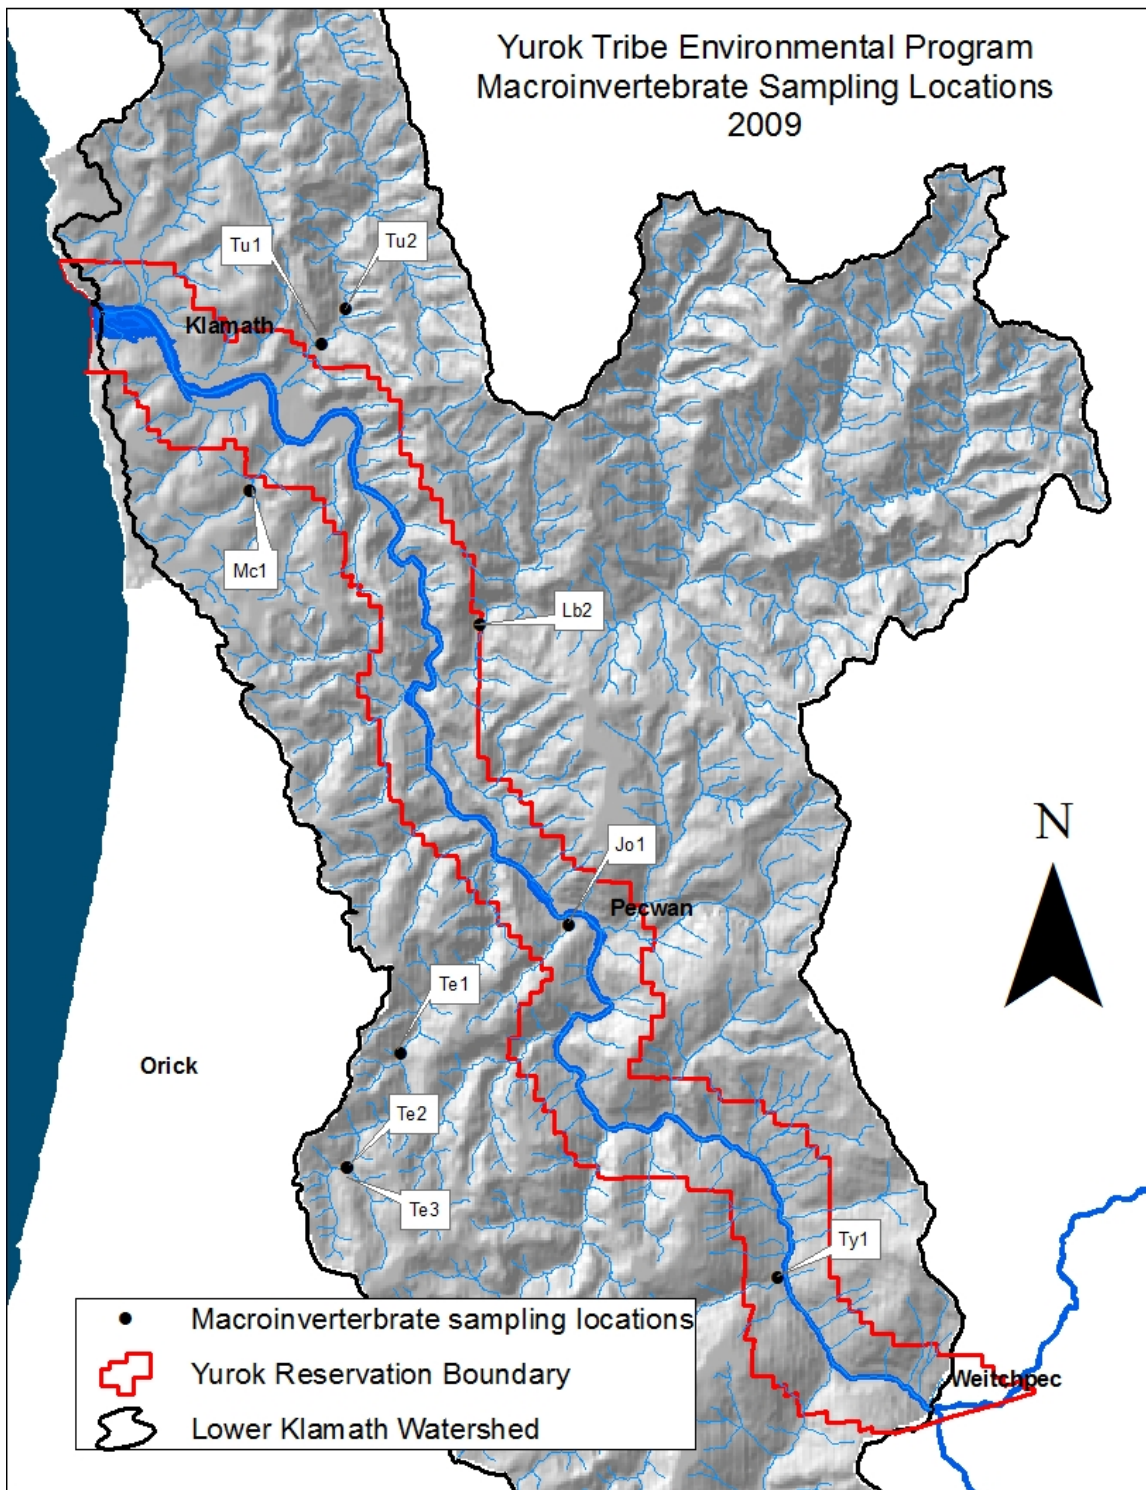 Yurok Tribe Environmental Program
Macroinvertebrate Sampling Locations
2009
Tu1
Tu2
Klamath
Mc1
Lb2
Jo1
N
Pecwan
Te1
Orick
Te2
Te3
Ty1
Macroinverterbrate sampling locations
Yurok Reservation Boundary
Weitchpec
Lower Klamath Watershed